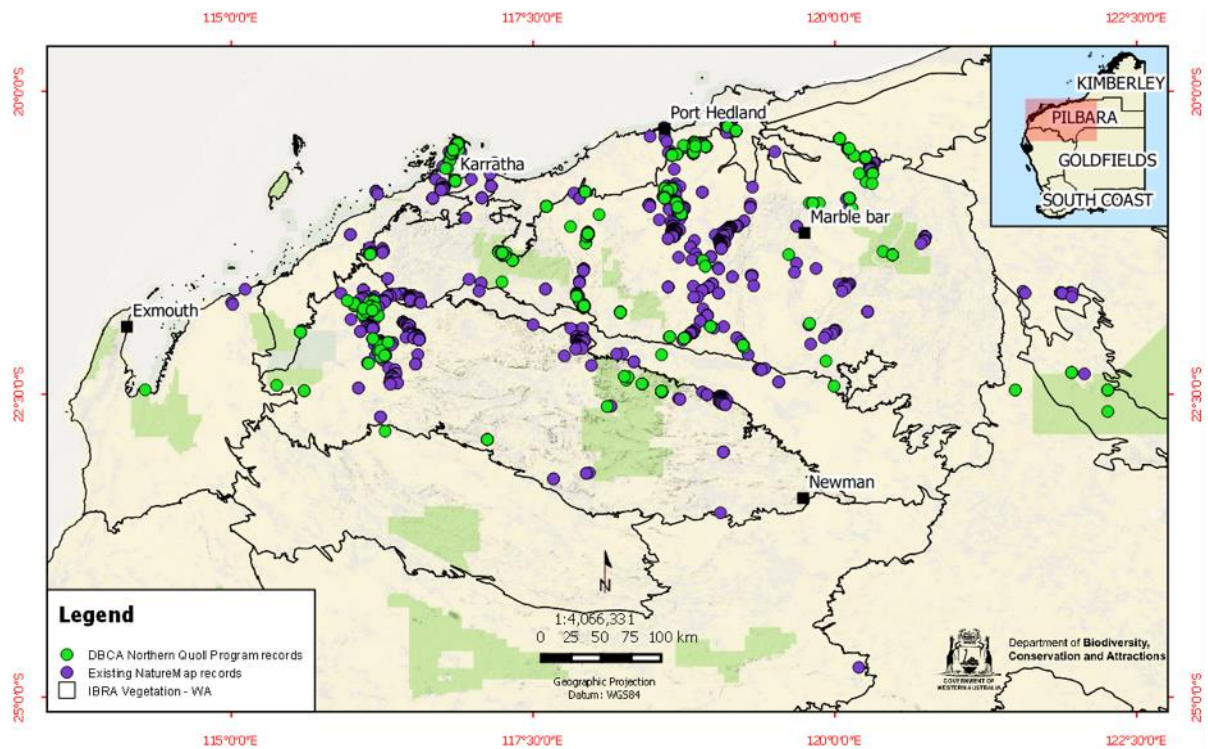 115°0'0"E
117°30'0"E
120°0'0"E
122°30'0"E
20°0'0"S
20°0'0"S
KIMBERLEY
PILBARA
GOLDFIELDS
SOUTH COAST
Port Hedland
Karratha
Marble bar
Exmouth
22°30'0"S
22°30'0"S
Newman
N
1:4,066,331
0 25 50 75 100 km
Geographic Projection
Datum: WGS84
Legend
DBCA Northern Quoll Program records
Existing NatureMap records
IBRA Vegetation - WA
GOVERNMENT OF
WESTERN AUSTRALIA
Department of Biodiversity,
Conservation and Attractions
25°0'0"S
25°0'0"S
115°0'0"E
117°30'0"E
120°0'0"E
122°30'0"E